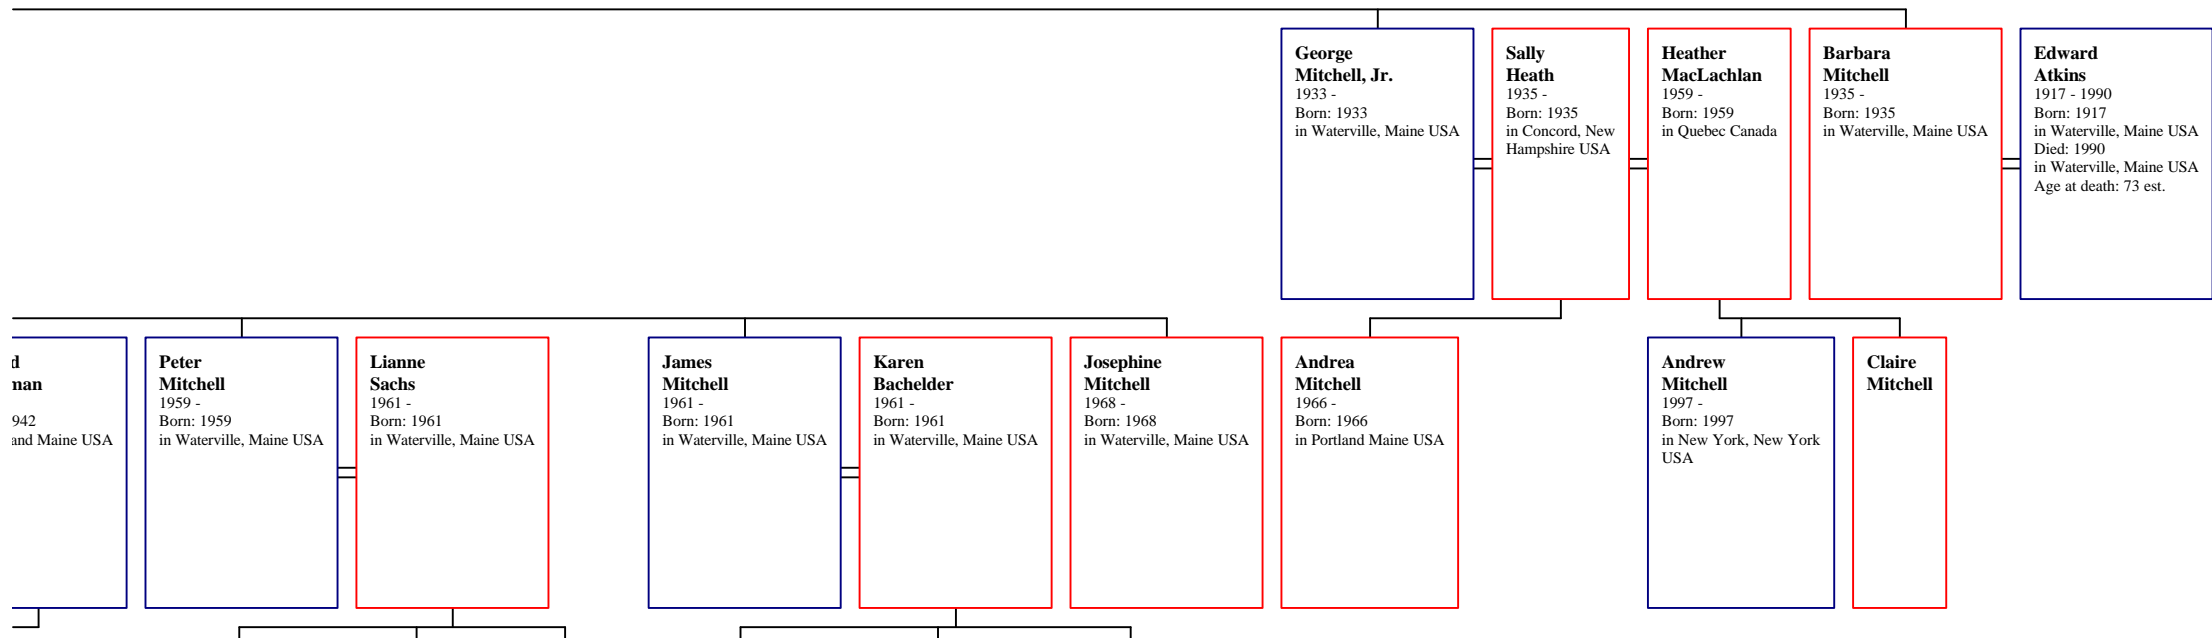 George
Mitchell, Jr.
1933 -
Born: 1933
in Waterville, Maine USA
Sally
Heath
1935 -
Born: 1935
in Concord, New
Hampshire USA
Heather
MacLachlan
1959 -
Born: 1959
in Quebec Canada
Barbara
Mitchell
1935 -
Born: 1935
in Waterville, Maine USA
Edward
Atkins
1917 - 1990
Born: 1917
in Waterville, Maine USA
Died: 1990
in Waterville, Maine USA
Age at death: 73 est.
d
man
942
and Maine USA
Peter
Mitchell
1959 -
Born: 1959
in Waterville, Maine USA
Lianne
Sachs
1961 -
Born: 1961
in Waterville, Maine USA
James
Mitchell
1961 -
Born: 1961
in Waterville, Maine USA
Karen
Bachelder
1961 -
Born: 1961
in Waterville, Maine USA
Josephine
Mitchell
1968 -
Born: 1968
in Waterville, Maine USA
Andrea
Mitchell
1966 -
Born: 1966
in Portland Maine USA
Andrew
Mitchell
1997 -
Born: 1997
in New York, New York
USA
Claire
Mitchell